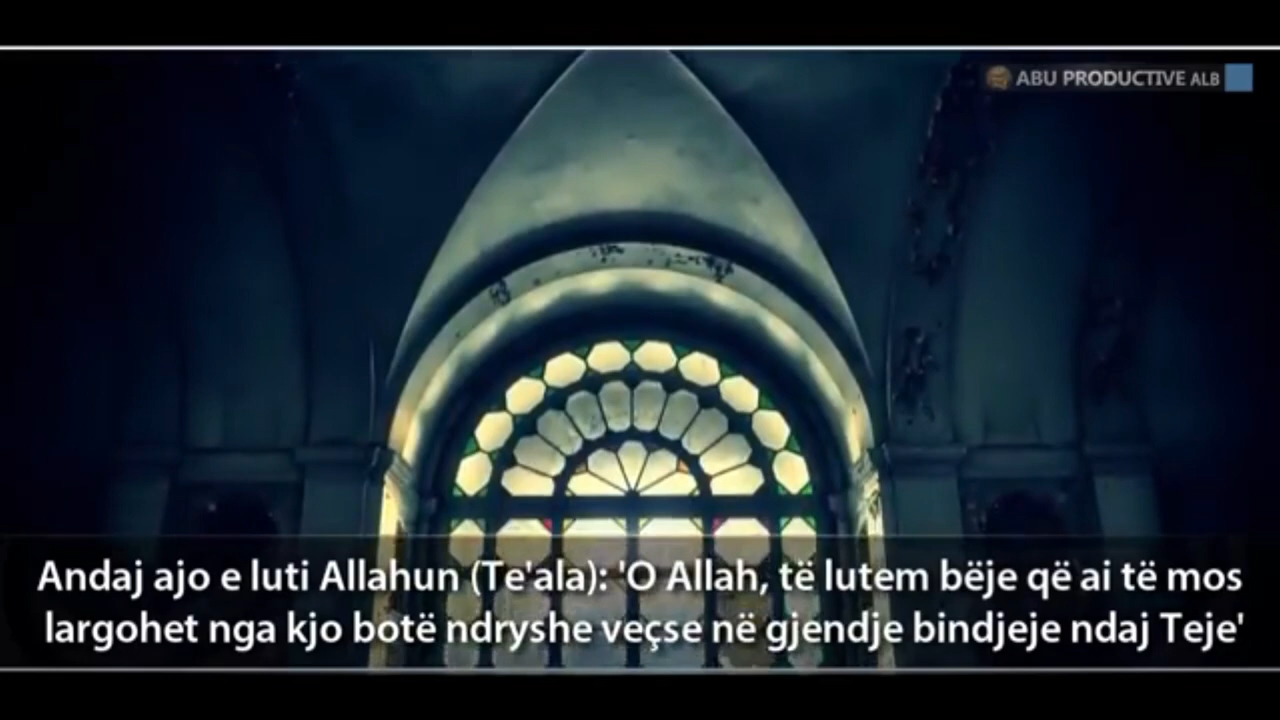 ABU PRODUCTIVE ALB
Andaj ajo e luti Allahun (Te'ala): 'O Allah, të lutem bëje që ai të mos
largohet nga kjo botë ndryshe veçse në gjendje bindjeje ndaj Teje'